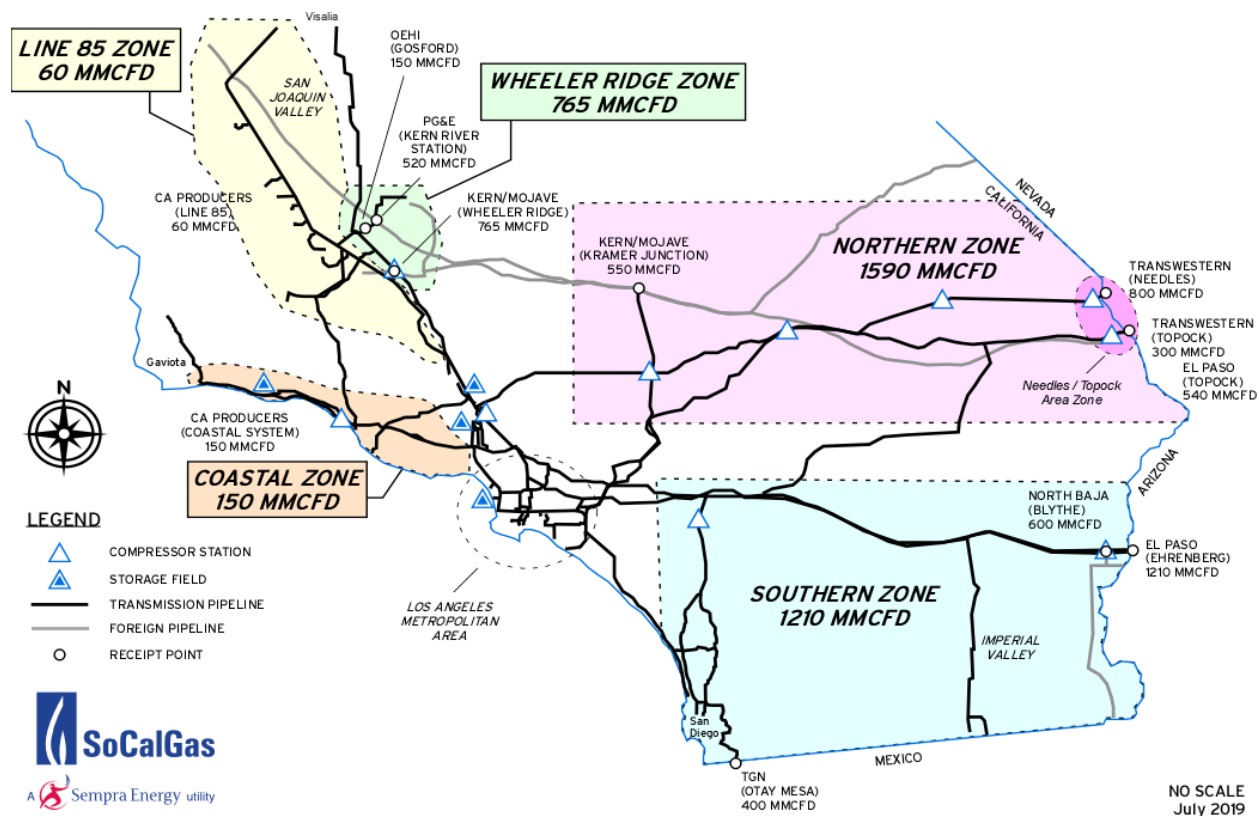 Visalia
LINE 85 ZONE
60 MMCFD
OEHI
(GOSFORD)
150 MMCFD
SAN
JOAQUIN
VALLEY
WHEELER RIDGE ZONE
765 MMCFD
PG&E
(KERN RIVER
STATION)
520 MMCFD
CA PRODUCERS
(LINE 85)
60 MMCFD
KERN/MOJAVE
(WHEELER RIDGE)
765 MMCFD
NEVADA
CALIFORNIA
KERN/MOJAVE
(KRAMER JUNCTION)
550 MMCFD
NORTHERN ZONE
1590 MMCFD
TRANSWESTERN
(NEEDLES)
800 MMCFD
TRANSWESTERN
(TOPOCK)
300 MMCFD
EL PASO
(TOPOCK)
540 MMCFD
Needles / Topock
Area Zone
Gaviota
N
CA PRODUCERS
(COASTAL SYSTEM)
150 MMCFD
COASTAL ZONE
150 MMCFD
ARIZONA
NORTH BAJA
(BLYTHE)
600 MMCFD
EL PASO
(EHRENBERG)
1210 MMCFD
LEGEND
COMPRESSOR STATION
STORAGE FIELD
TRANSMISSION PIPELINE
FOREIGN PIPELINE
RECEIPT POINT
LOS ANGELES
METROPOLITAN
AREA
SOUTHERN ZONE
1210 MMCFD
IMPERIAL
VALLEY
San
Diego
MEXICO
TGN
(OTAY MESA)
400 MMCFD
SoCalGas
A Sempra Energy utility
NO SCALE
July 2019